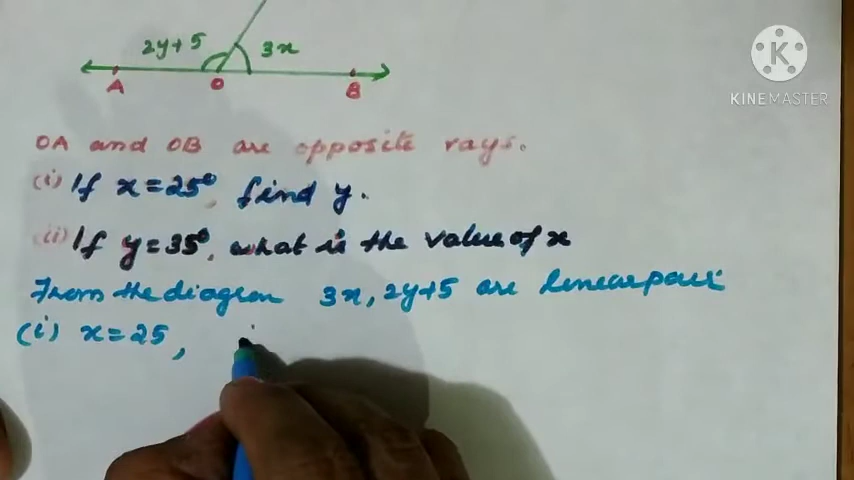 2y+5
3x
A
O
B
KINEMASTER
OA and OB are opposite rays.
(i) If x=25°, find y.
(ii) If y=35°, what is the value of x
From the diagram 3x, 2y+5 are linear pair
(i) x=25,